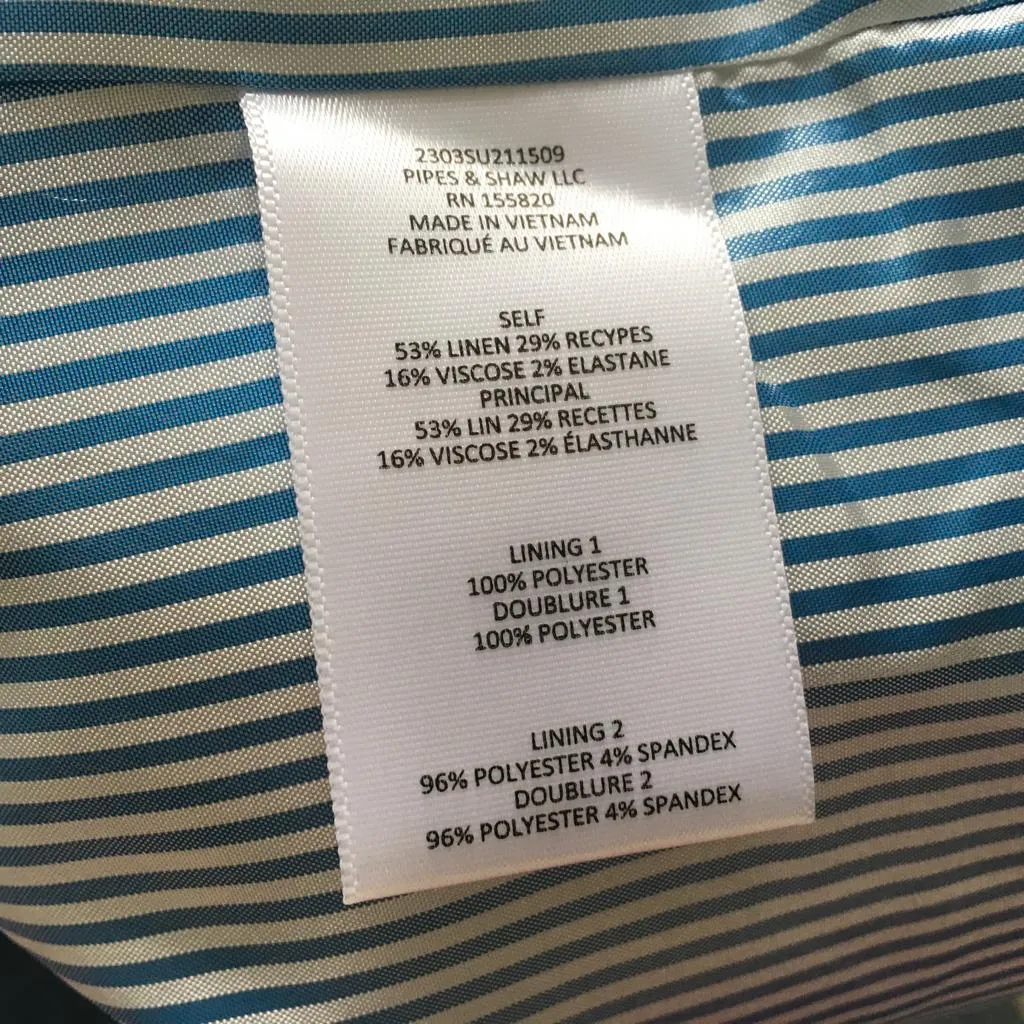 2303SU211509
PIPES & SHAW LLC
RN 155820
MADE IN VIETNAM
FABRIQUÉ AU VIETNAM
SELF
53% LINEN 29% RECYPES
16% VISCOSE 2% ELASTANE
PRINCIPAL
53% LIN 29% RECETTES
16% VISCOSE 2% ÉLASTHANNE
LINING 1
100% POLYESTER
DOUBLURE 1
100% POLYESTER
LINING 2
96% POLYESTER 4% SPANDEX
DOUBLURE 2
96% POLYESTER 4% SPANDEX